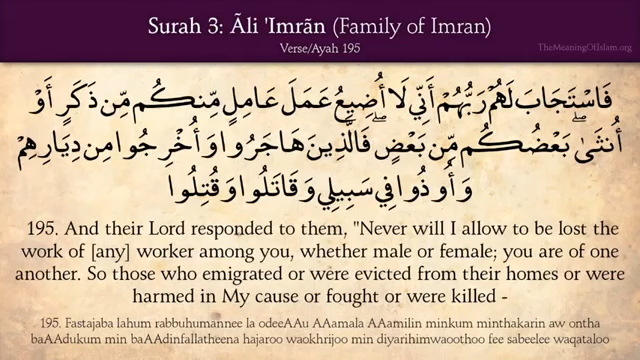 Surah 3: Ãli 'Imrãn (Family of Imran)
Verse/Ayah 195
TheMeaningOfIslam.org
فَاسْتَجَابَ لَهُمْ رَبُّهُمْ أَنِّي لَا أُضِيعُ عَمَلَ عَامِلٍ مِّنكُم مِّن ذَكَرٍ أَوْ
أُنثَىٰ ۖ بَعْضُكُم مِّن بَعْضٍ ۖ فَالَّذِينَ هَاجَرُوا وَأُخْرِجُوا مِن دِيَارِهِمْ
وَأُوذُوا فِي سَبِيلِي وَقَاتَلُوا وَقُتِلُوا
195. And their Lord responded to them, "Never will I allow to be lost the
work of [any] worker among you, whether male or female; you are of one
another. So those who emigrated or were evicted from their homes or were
harmed in My cause or fought or were killed -
195. Fastajaba lahum rabbuhumannee la odeeAAu AAamala AAamilin minkum minthakarin aw ontha
baAAdukum min baAAdinfallatheena hajaroo waokhrijoo min diyarihimwaoothoo fee sabeelee waqataloo